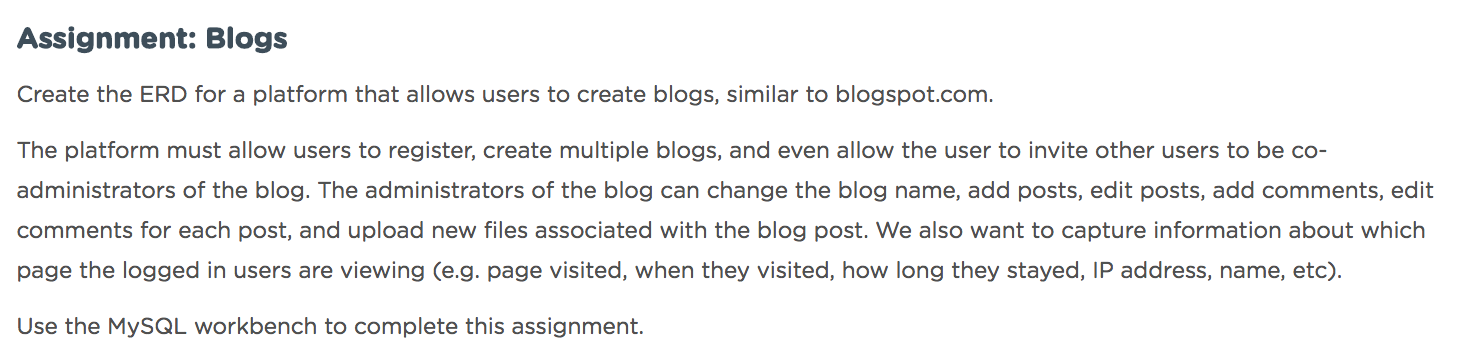 Assignment: Blogs
Create the ERD for a platform that allows users to create blogs, similar to blogspot.com.
The platform must allow users to register, create multiple blogs, and even allow the user to invite other users to be co-
administrators of the blog. The administrators of the blog can change the blog name, add posts, edit posts, add comments, edit
comments for each post, and upload new files associated with the blog post. We also want to capture information about which
page the logged in users are viewing (e.g. page visited, when they visited, how long they stayed, IP address, name, etc).
Use the MySQL workbench to complete this assignment.